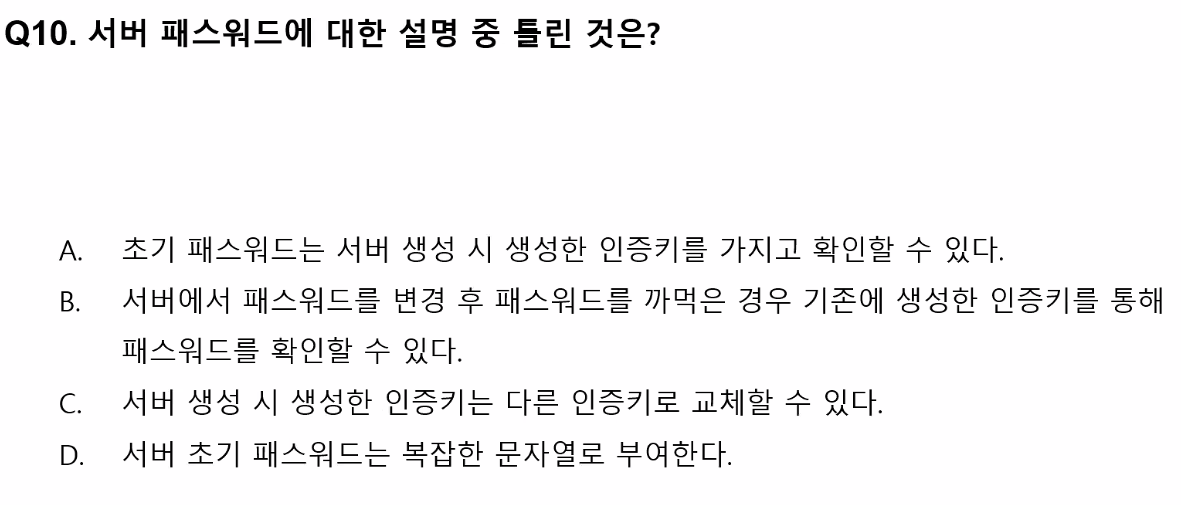 Q10. 서버 패스워드에 대한 설명 중 틀린 것은?
A. 초기 패스워드는 서버 생성 시 생성한 인증키를 가지고 확인할 수 있다.
B. 서버에서 패스워드를 변경 후 패스워드를 까먹은 경우 기존에 생성한 인증키를 통해
패스워드를 확인할 수 있다.
C. 서버 생성 시 생성한 인증키는 다른 인증키로 교체할 수 있다.
D. 서버 초기 패스워드는 복잡한 문자열로 부여한다.